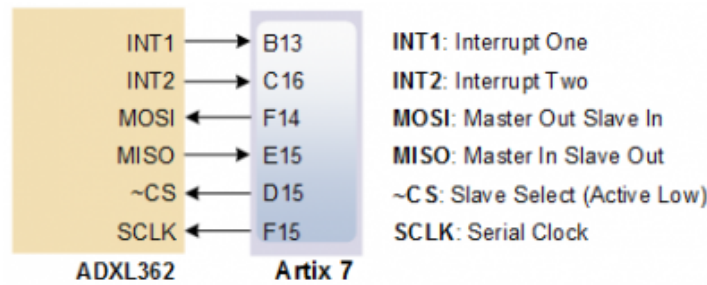 INT1 B13 INT1: Interrupt One
INT2 C16 INT2: Interrupt Two
MOSI F14 MOSI: Master Out Slave In
MISO E15 MISO: Master In Slave Out
~CS D15 ~CS: Slave Select (Active Low)
SCLK F15 SCLK: Serial Clock
ADXL362 Artix 7